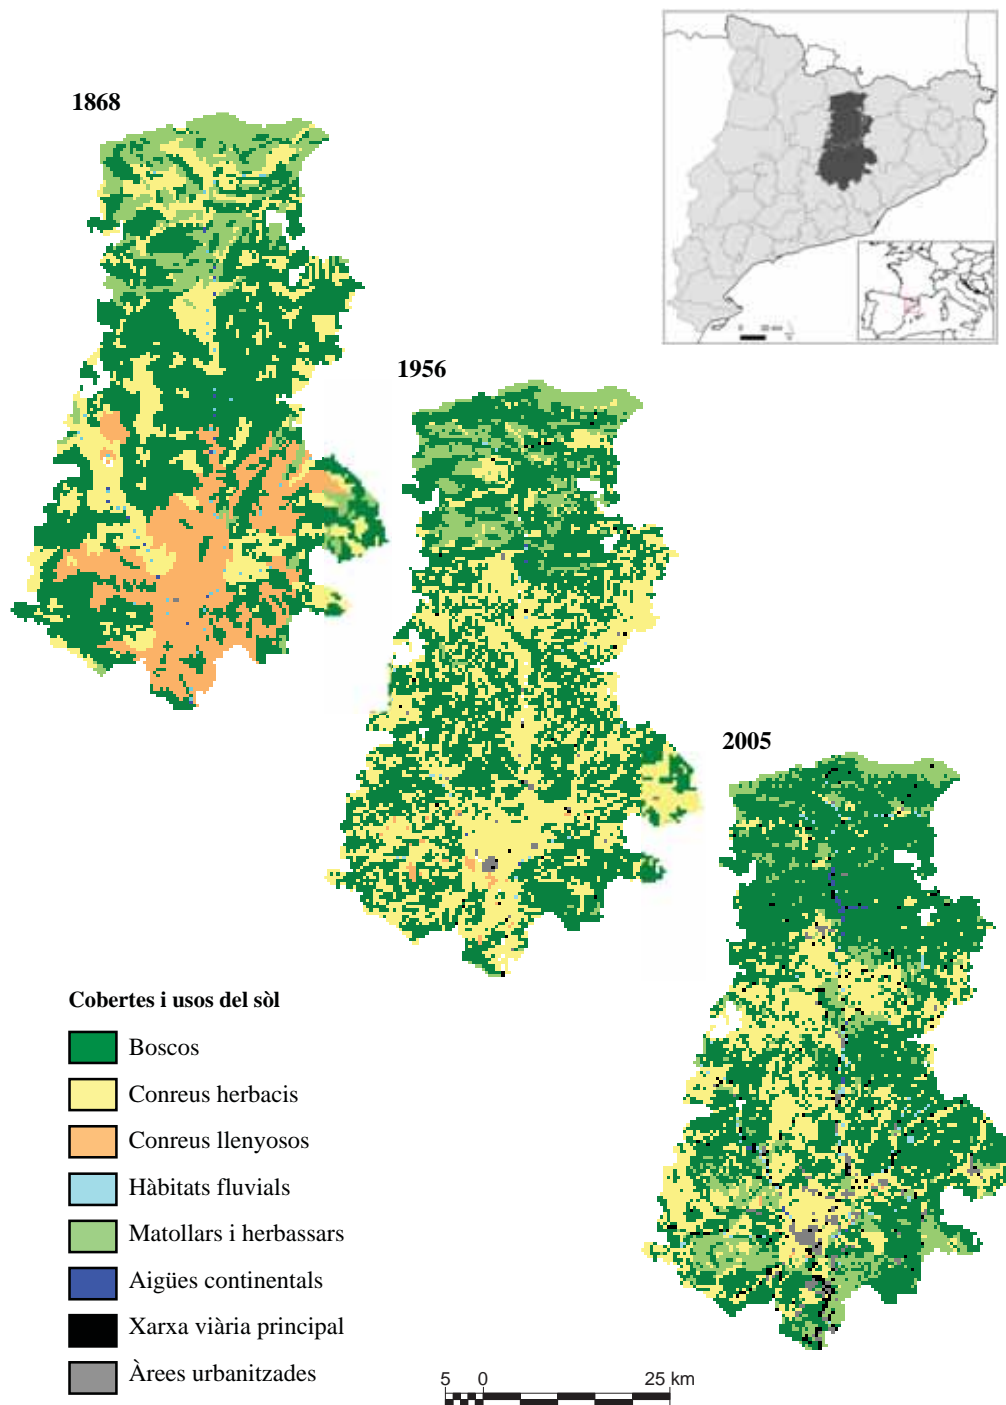 1868
1956
2005
Cobertes i usos del sòl
Boscos
Conreus herbacis
Conreus llenyosos
Hàbitats fluvials
Matollars i herbassars
Aigües continentals
Xarxa viària principal
Àrees urbanitzades
5 0 25 km